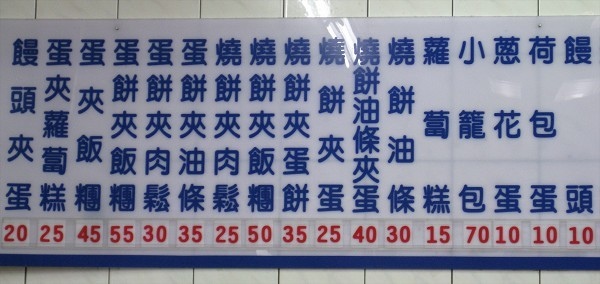 饅頭 10
荷包蛋 10
蔥花蛋 10
小籠包 70
蘿蔔糕 15
燒餅油條 30
燒餅油條夾蛋 40
燒餅夾蛋 25
燒餅夾蛋餅 35
燒餅夾飯糰 50
燒餅夾肉鬆 25
蛋餅夾油條 35
蛋餅夾肉鬆 30
蛋餅夾飯糰 55
蛋夾飯糰 45
蛋夾蘿蔔糕 25
饅頭夾蛋 20